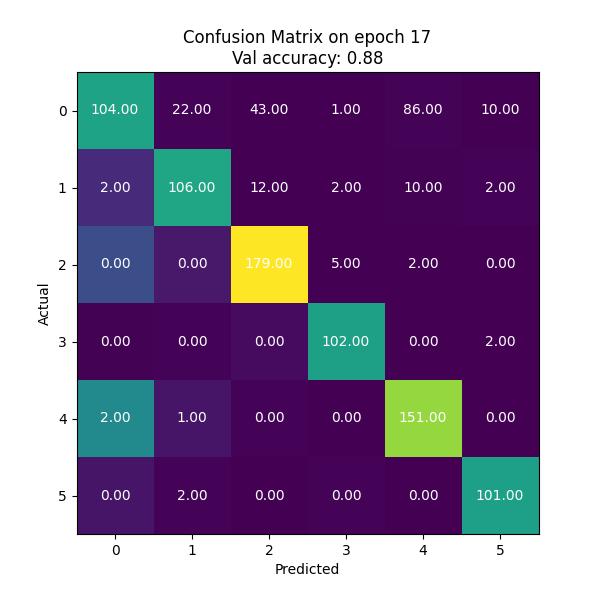 Confusion Matrix on epoch 17
Val accuracy: 0.88
0 104.00 22.00 43.00 1.00 86.00 10.00
1 2.00 106.00 12.00 2.00 10.00 2.00
2 0.00 0.00 179.00 5.00 2.00 0.00
Actual
3 0.00 0.00 0.00 102.00 0.00 2.00
4 2.00 1.00 0.00 0.00 151.00 0.00
5 0.00 2.00 0.00 0.00 0.00 101.00
0 1 2 3 4 5
Predicted